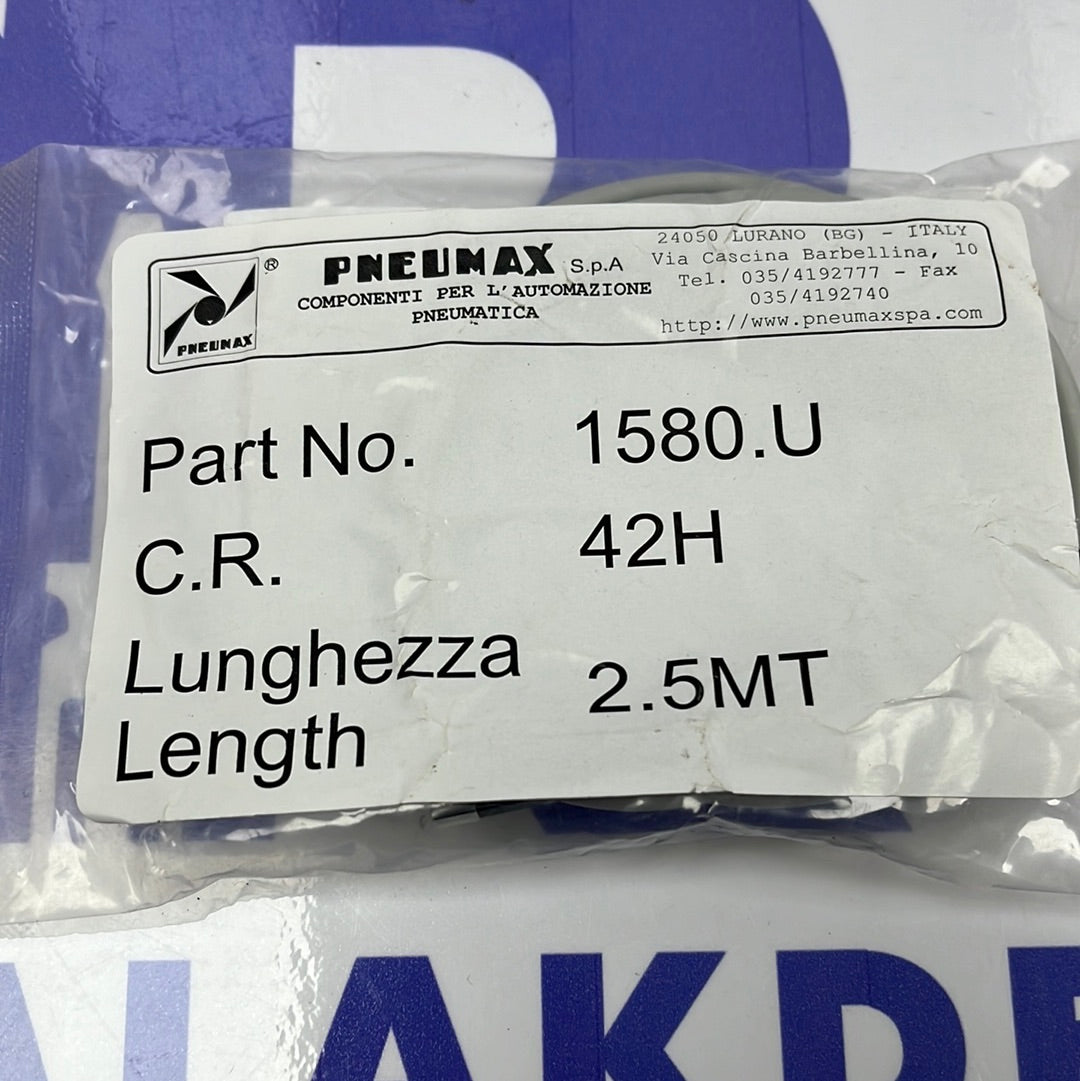 PNEUMAX
®
PNEUMAX S.p.A
COMPONENTI PER L'AUTOMAZIONE
PNEUMATICA
24050 LURANO (BG) - ITALY
Via Cascina Barbellina, 10
Tel. 035/4192777 - Fax
035/4192740
http://www.pneumaxspa.com
Part No. 1580.U
C.R. 42H
Lunghezza
Length 2.5MT